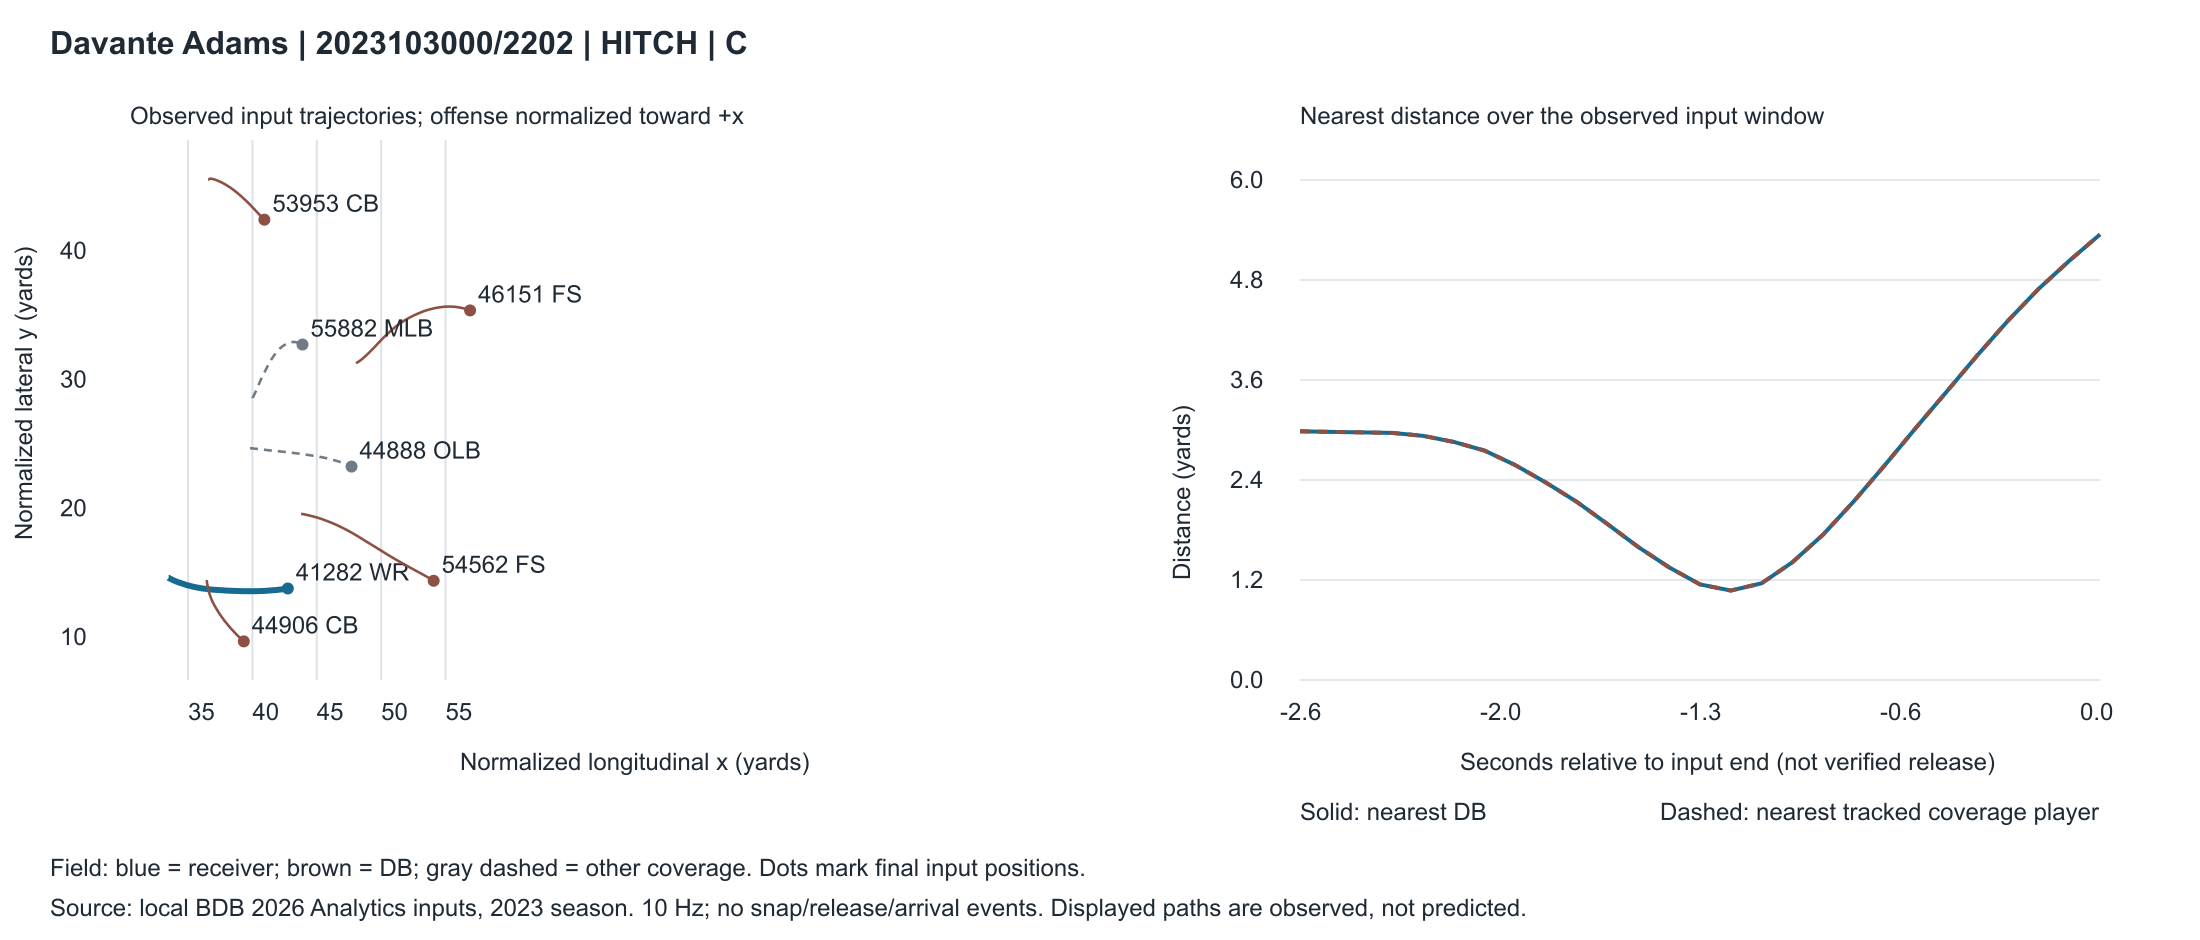 Davante Adams | 2023103000/2202 | HITCH | C
Observed input trajectories; offense normalized toward +x
Normalized lateral y (yards)
40
30
20
10
53953 CB
46151 FS
55882 MLB
44888 OLB
54562 FS
41282 WR
44906 CB
35 40 45 50 55
Normalized longitudinal x (yards)
Nearest distance over the observed input window
Distance (yards)
6.0
4.8
3.6
2.4
1.2
0.0
-2.6 -2.0 -1.3 -0.6 0.0
Seconds relative to input end (not verified release)
Solid: nearest DB Dashed: nearest tracked coverage player
Field: blue = receiver; brown = DB; gray dashed = other coverage. Dots mark final input positions.
Source: local BDB 2026 Analytics inputs, 2023 season. 10 Hz; no snap/release/arrival events. Displayed paths are observed, not predicted.